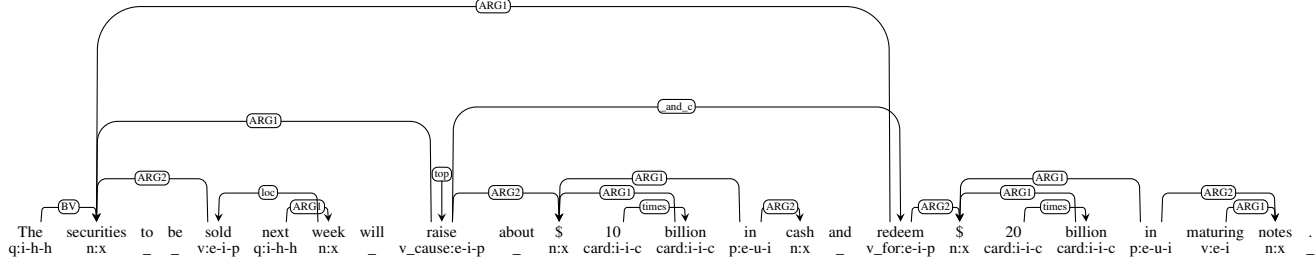 ARG1
_and_c
ARG1
top
ARG2 ARG1 ARG1
loc ARG2 ARG1 ARG1 ARG2
BV ARG1 times ARG2 ARG2 times ARG1
The securities to be sold next week will raise about $ 10 billion in cash and redeem $ 20 billion in maturing notes .
q:i-h-h n:x _ _ v:e-i-p q:i-h-h n:x _ v_cause:e-i-p _ n:x card:i-i-c card:i-i-c p:e-u-i n:x _ v_for:e-i-p n:x card:i-i-c card:i-i-c p:e-u-i v:e-i n:x _